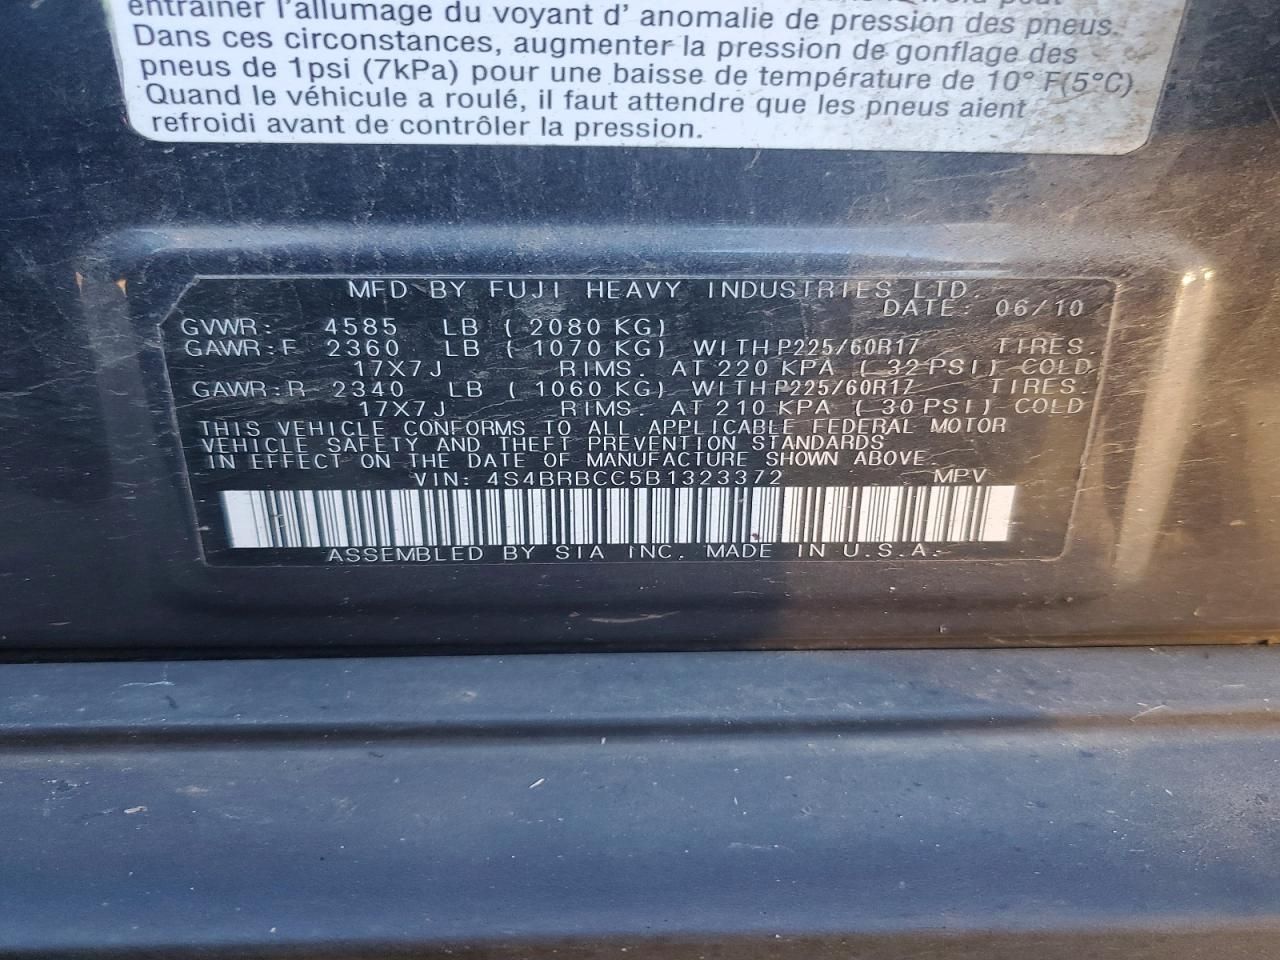 entraîner l'allumage du voyant d' anomalie de pression des pneus.
Dans ces circonstances, augmenter la pression de gonflage des
pneus de 1psi (7kPa) pour une baisse de température de 10° F(5°C).
Quand le véhicule a roulé, il faut attendre que les pneus aient
refroidi avant de contrôler la pression.
MFD BY FUJI HEAVY INDUSTRIES LTD.
DATE: 06/10
GVWR: 4585 LB ( 2080 KG)
GAWR:F 2360 LB ( 1070 KG) WITH P225/60R17 TIRES.
17X7J RIMS. AT 220 KPA ( 32 PSI) COLD
GAWR:R 2340 LB ( 1060 KG) WITH P225/60R17 TIRES.
17X7J RIMS. AT 210 KPA ( 30 PSI) COLD
THIS VEHICLE CONFORMS TO ALL APPLICABLE FEDERAL MOTOR
VEHICLE SAFETY AND THEFT PREVENTION STANDARDS
IN EFFECT ON THE DATE OF MANUFACTURE SHOWN ABOVE.
VIN: 4S4BRBCC5B1323372 MPV
ASSEMBLED BY SIA INC. MADE IN U.S.A.